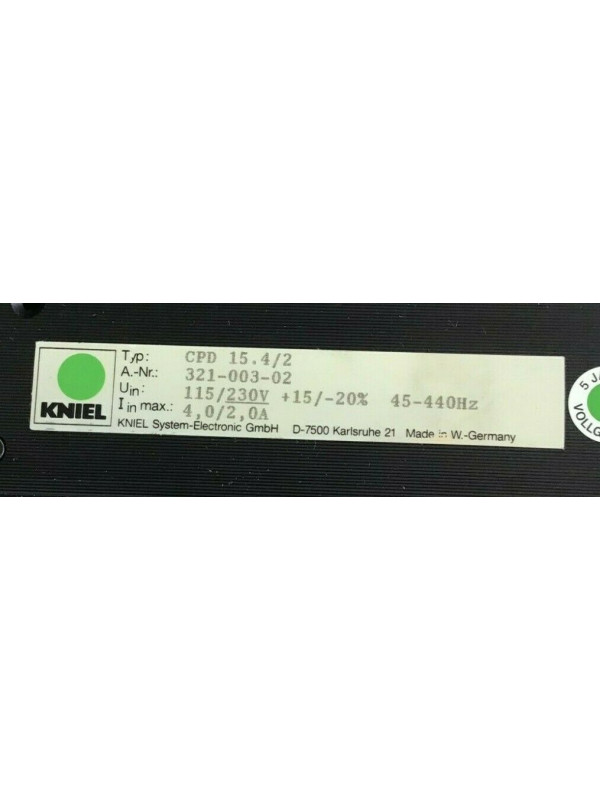 KNIEL
Typ: CPD 15.4/2
A.-Nr.: 321-003-02
Uin: 115/230V +15/-20% 45-440Hz
I in max.: 4,0/2,0A
KNIEL System-Electronic GmbH D-7500 Karlsruhe 21 Made in W.-Germany
5